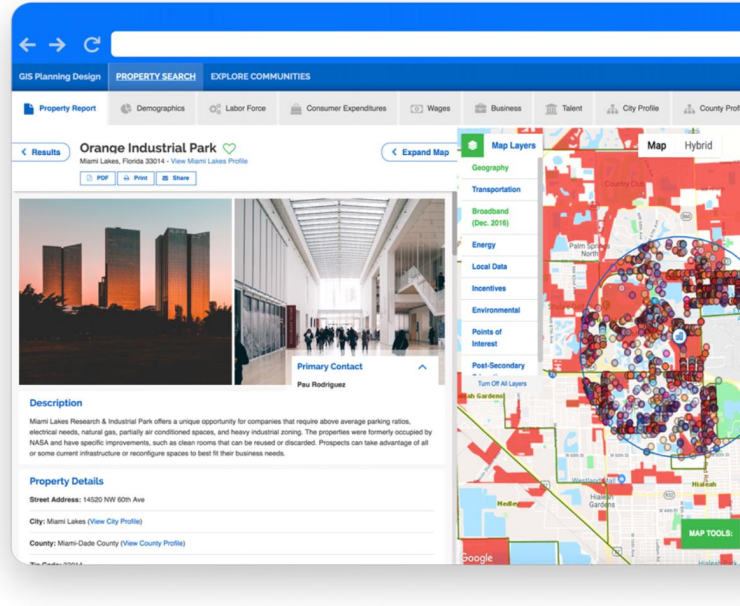 GIS Planning Design PROPERTY SEARCH EXPLORE COMMUNITIES
Property Report Demographics Labor Force Consumer Expenditures Wages Business Talent City Profile County Prof
Results
Orange Industrial Park
Miami Lakes, Florida 33014 - View Miami Lakes Profile
PDF Print Share
Expand Map
Primary Contact
Pau Rodriguez
Description
Miami Lakes Research & Industrial Park offers a unique opportunity for companies that require above average parking ratios,
electrical needs, natural gas, partially air conditioned spaces, and heavy industrial zoning. The properties were formerly occupied by
NASA and have specific improvements, such as clean rooms that can be reused or discarded. Prospects can take advantage of all
or some current infrastructure or reconfigure spaces to best fit their business needs.
Property Details
Street Address: 14520 NW 60th Ave
City: Miami Lakes (View City Profile)
County: Miami-Dade County (View County Profile)
Zip Code: 33014
Map Layers
Geography
Transportation
Broadband
(Dec. 2016)
Energy
Local Data
Incentives
Environmental
Points of
Interest
Post-Secondary
Turn Off All Layers
Map Hybrid
Country Club
Palm Springs
North
Westland Mall
Hialeah
Gardens
Hialeah
Medley
MAP TOOLS:
Google